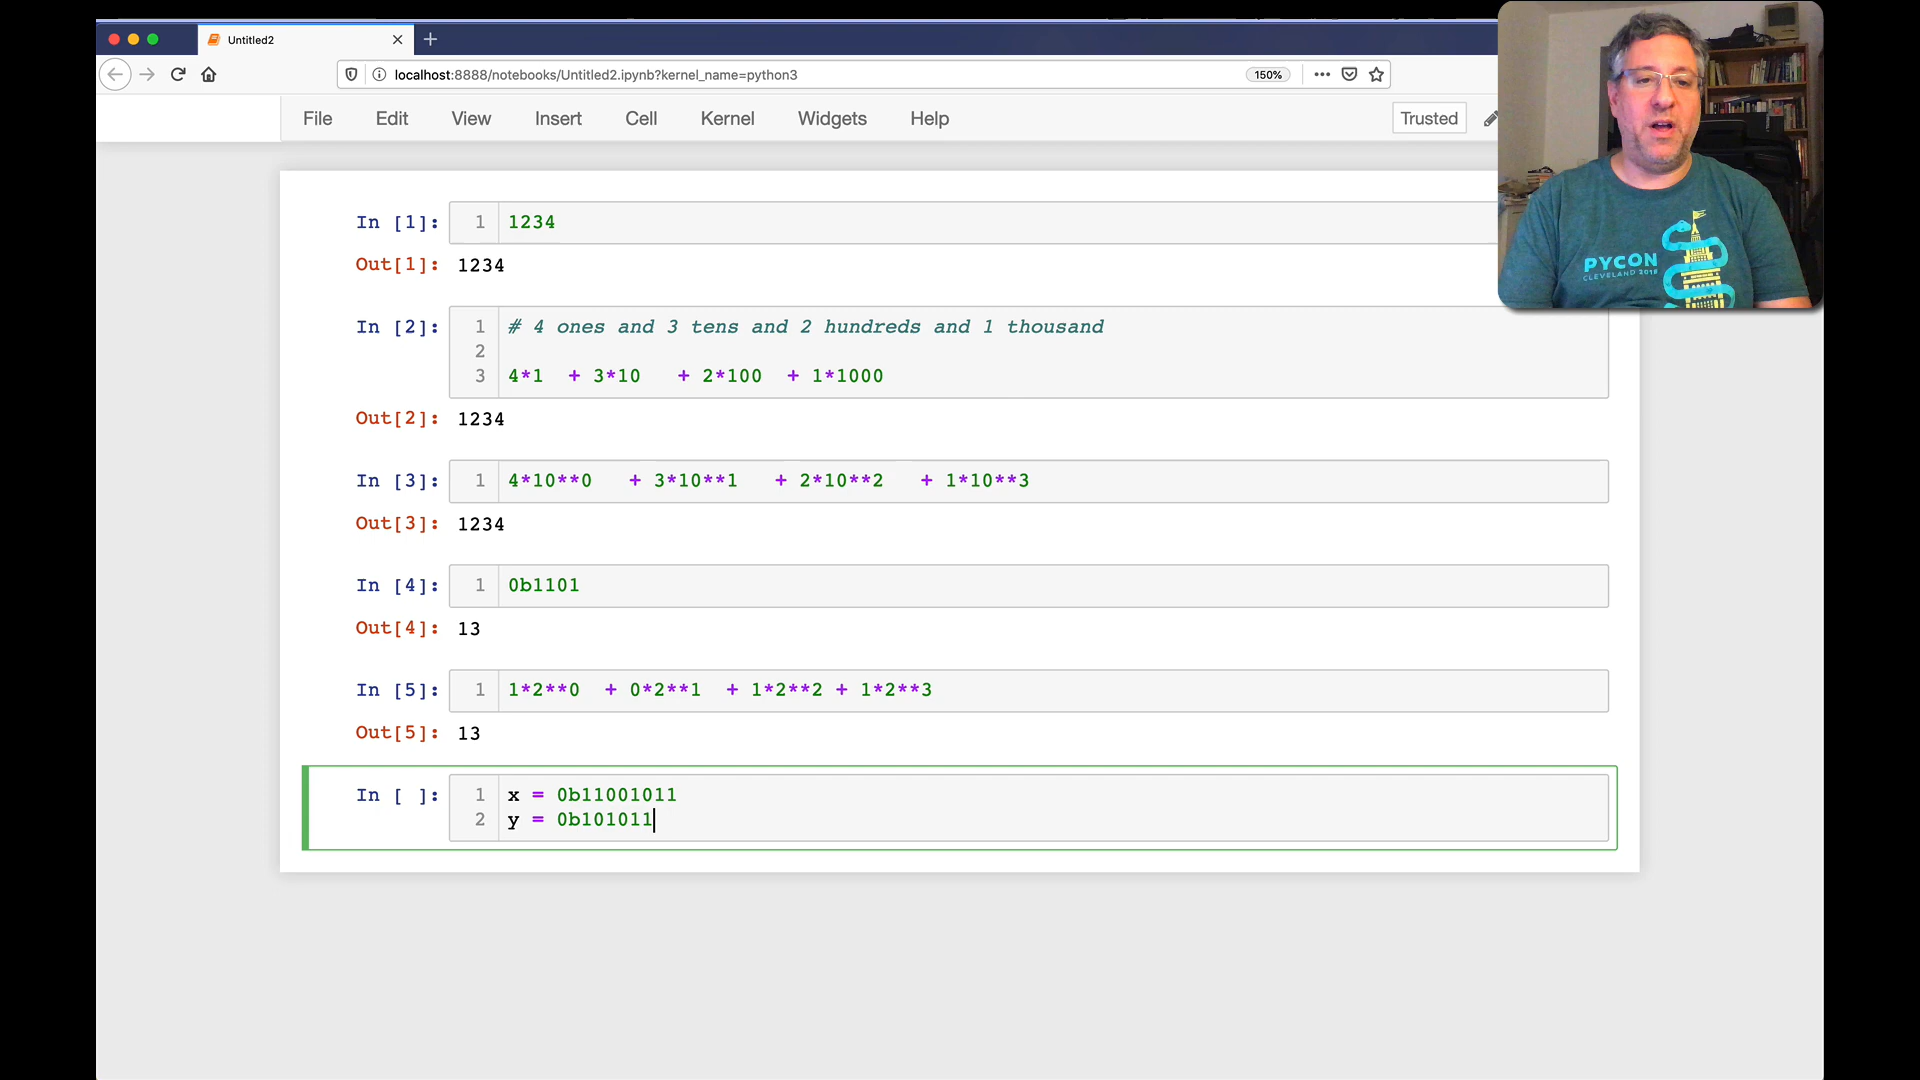 Untitled2
localhost:8888/notebooks/Untitled2.ipynb?kernel_name=python3
150%
File Edit View Insert Cell Kernel Widgets Help
Trusted
PYCON
CLEVELAND 2018
In [1]: 1 1234
Out[1]: 1234
In [2]: 1 # 4 ones and 3 tens and 2 hundreds and 1 thousand
2
3 4*1 + 3*10 + 2*100 + 1*1000
Out[2]: 1234
In [3]: 1 4*10**0 + 3*10**1 + 2*10**2 + 1*10**3
Out[3]: 1234
In [4]: 1 0b1101
Out[4]: 13
In [5]: 1 1*2**0 + 0*2**1 + 1*2**2 + 1*2**3
Out[5]: 13
In [ ]: 1 x = 0b11001011
2 y = 0b101011